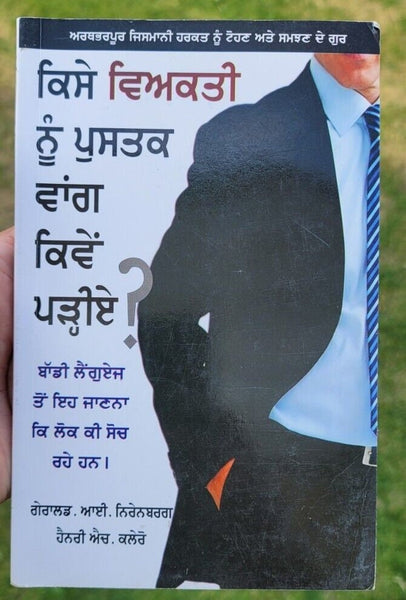 ਅਰਥਭਰਪੂਰ ਜਿਸਮਾਨੀ ਹਰਕਤ ਨੂੰ ਟੋਹਣ ਅਤੇ ਸਮਝਣ ਦੇ ਗੁਰ
ਕਿਸੇ ਵਿਅਕਤੀ
ਨੂੰ ਪੁਸਤਕ
ਵਾਂਗ
ਕਿਵੇਂ
ਪੜ੍ਹੀਏ?
ਬਾੱਡੀ ਲੈਂਗੁਏਜ
ਤੋਂ ਇਹ ਜਾਣਨਾ
ਕਿ ਲੋਕ ਕੀ ਸੋਚ
ਰਹੇ ਹਨ।
ਗੇਰਾਲਡ. ਆਈ. ਨਿਰੇਨਬਰਗ
ਹੈਨਰੀ ਐਚ. ਕਲੇਰੋ